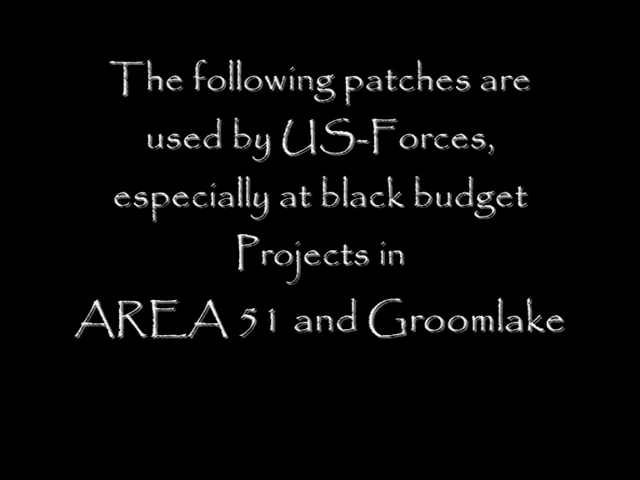 The following patches are
used by US-Forces,
especially at black budget
Projects in
AREA 51 and Groomlake